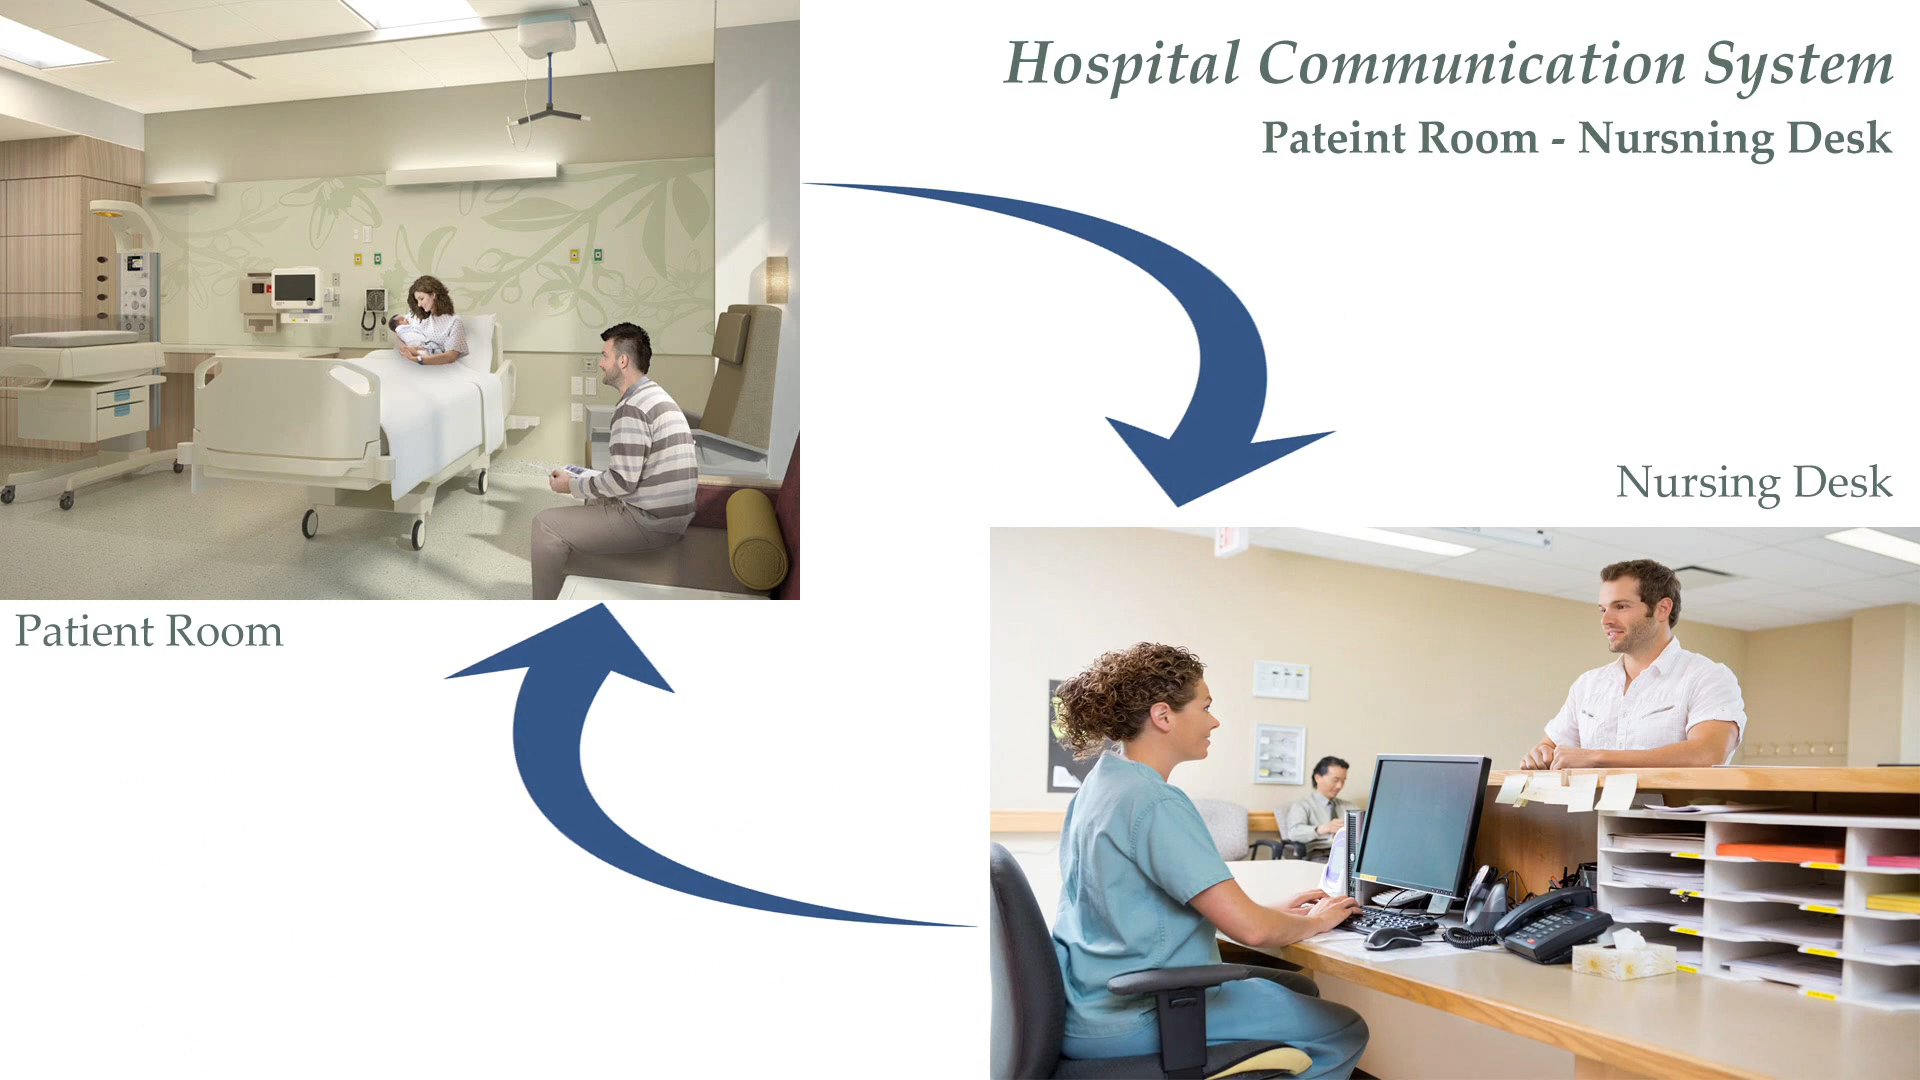 Hospital Communication System
Pateint Room - Nursning Desk
Nursing Desk
Patient Room